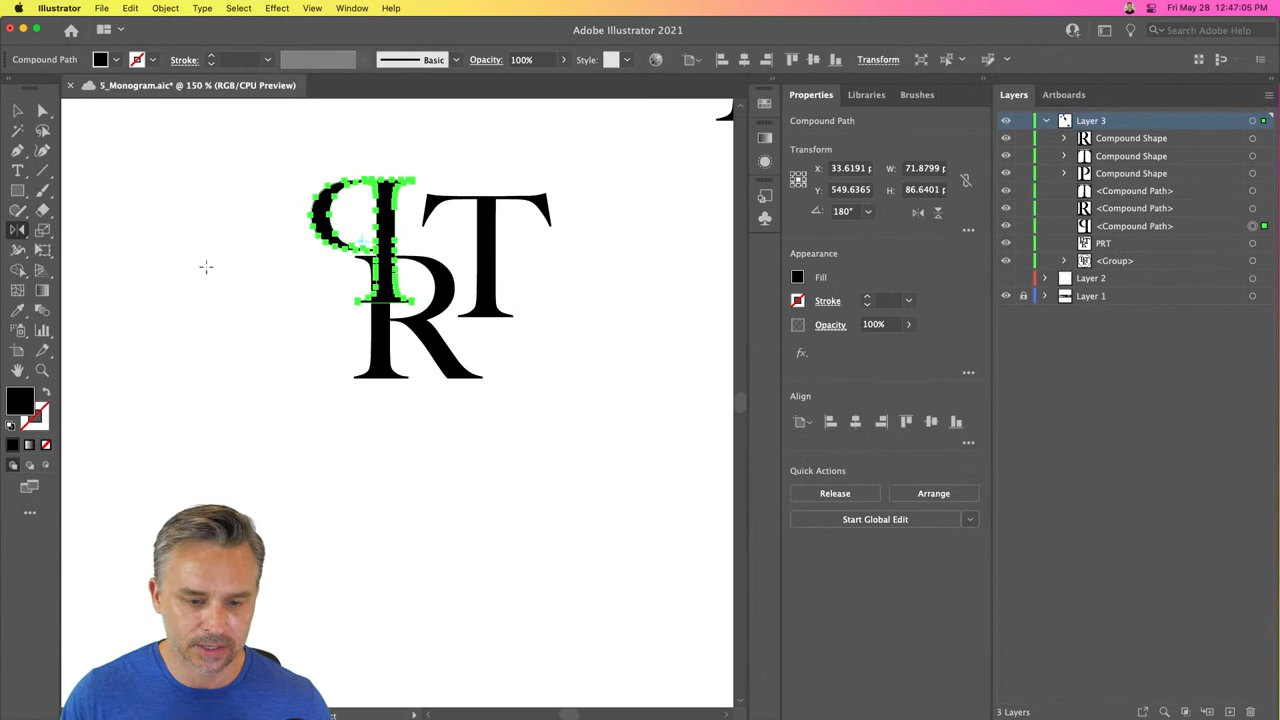 Illustrator File Edit Object Type Select Effect View Window Help
Fri May 28 12:47:05 PM
Adobe Illustrator 2021
Search Adobe Help
Compound Path
Stroke:
Basic
Opacity: 100%
Style:
Transform
× 5_Monogram.aic* @ 150 % (RGB/CPU Preview)
Properties Libraries Brushes
Layers Artboards
Compound Path
Layer 3
Transform
Compound Shape
X: 33.6191 p W: 71.8799 p
Compound Shape
Y: 549.6365 H: 86.6401 p
Compound Shape
180°
<Compound Path>
<Compound Path>
<Compound Path>
PRT
<Group>
Layer 2
Layer 1
Appearance
Fill
Stroke
Opacity 100%
fx.
Align
Quick Actions
Release Arrange
Start Global Edit
P T
R
3 Layers